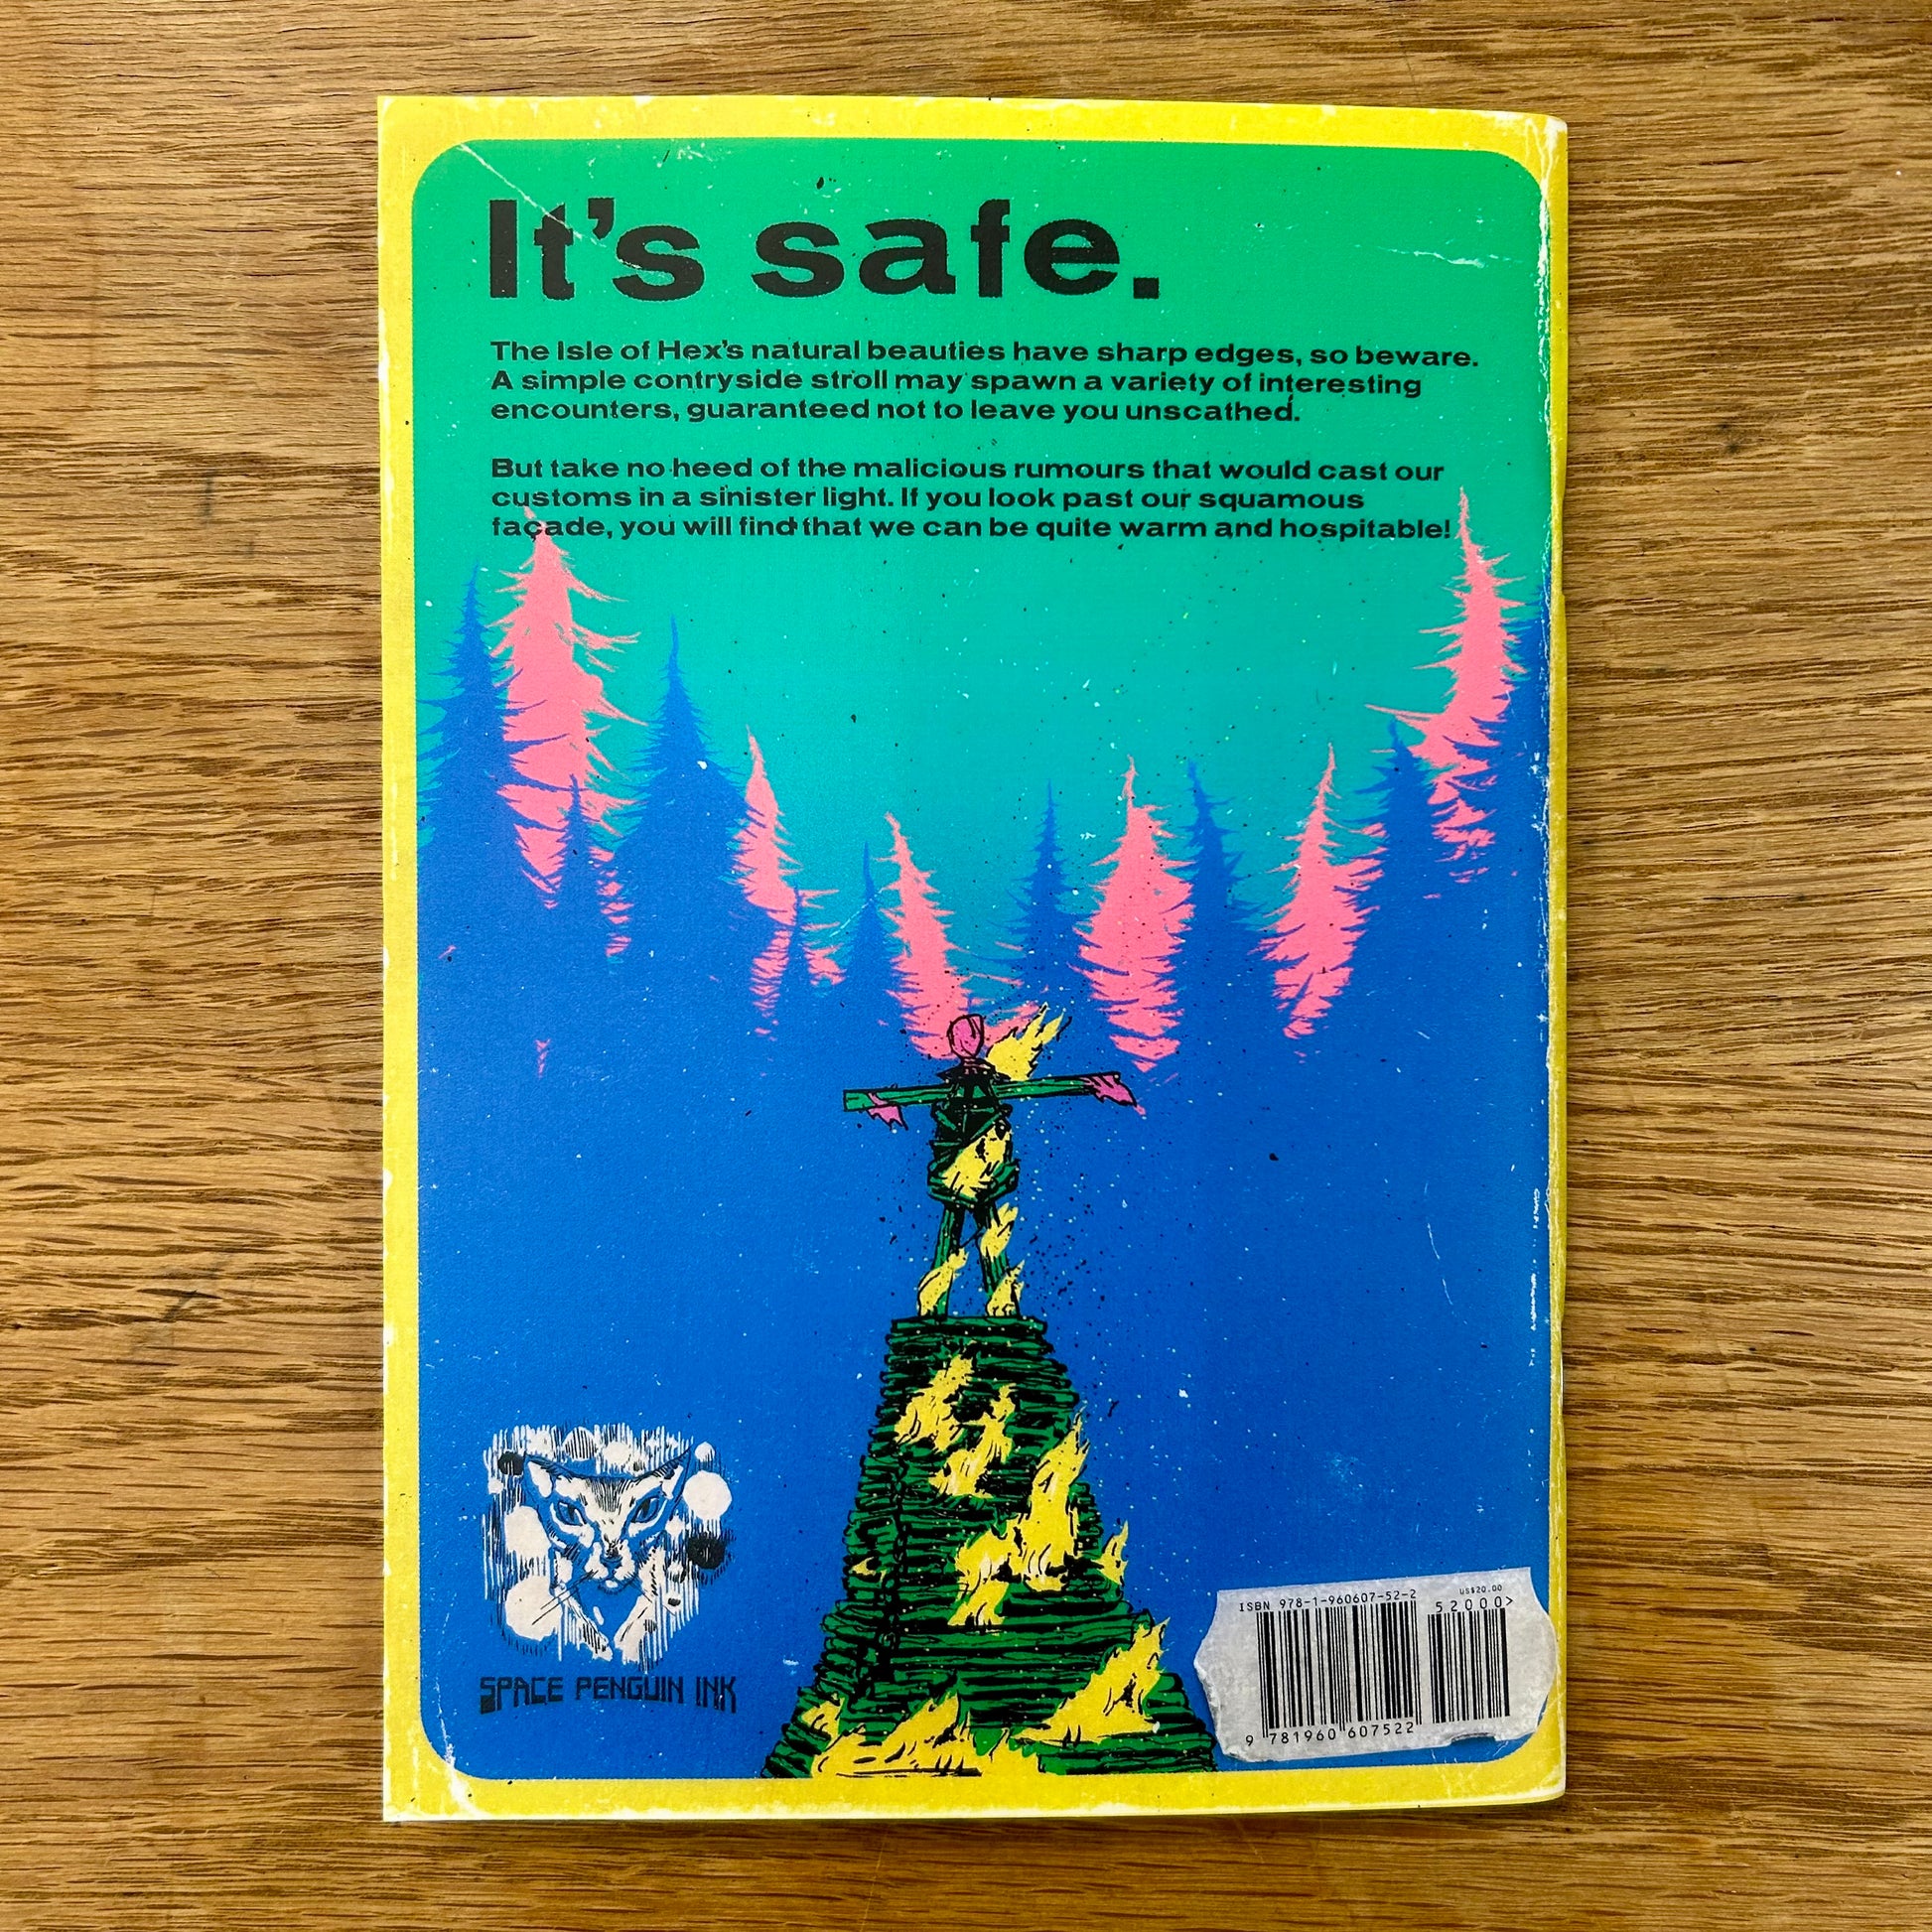 It's safe.
The Isle of Hex's natural beauties have sharp edges, so beware.
A simple contryside stroll may spawn a variety of interesting
encounters, guaranteed not to leave you unscathed.
But take no heed of the malicious rumours that would cast our
customs in a sinister light. If you look past our squamous
façade, you will find that we can be quite warm and hospitable!
SPACE PENGUIN INK
ISBN 978-1-960607-52-2
US$20.00
52000>
9 781960 607522